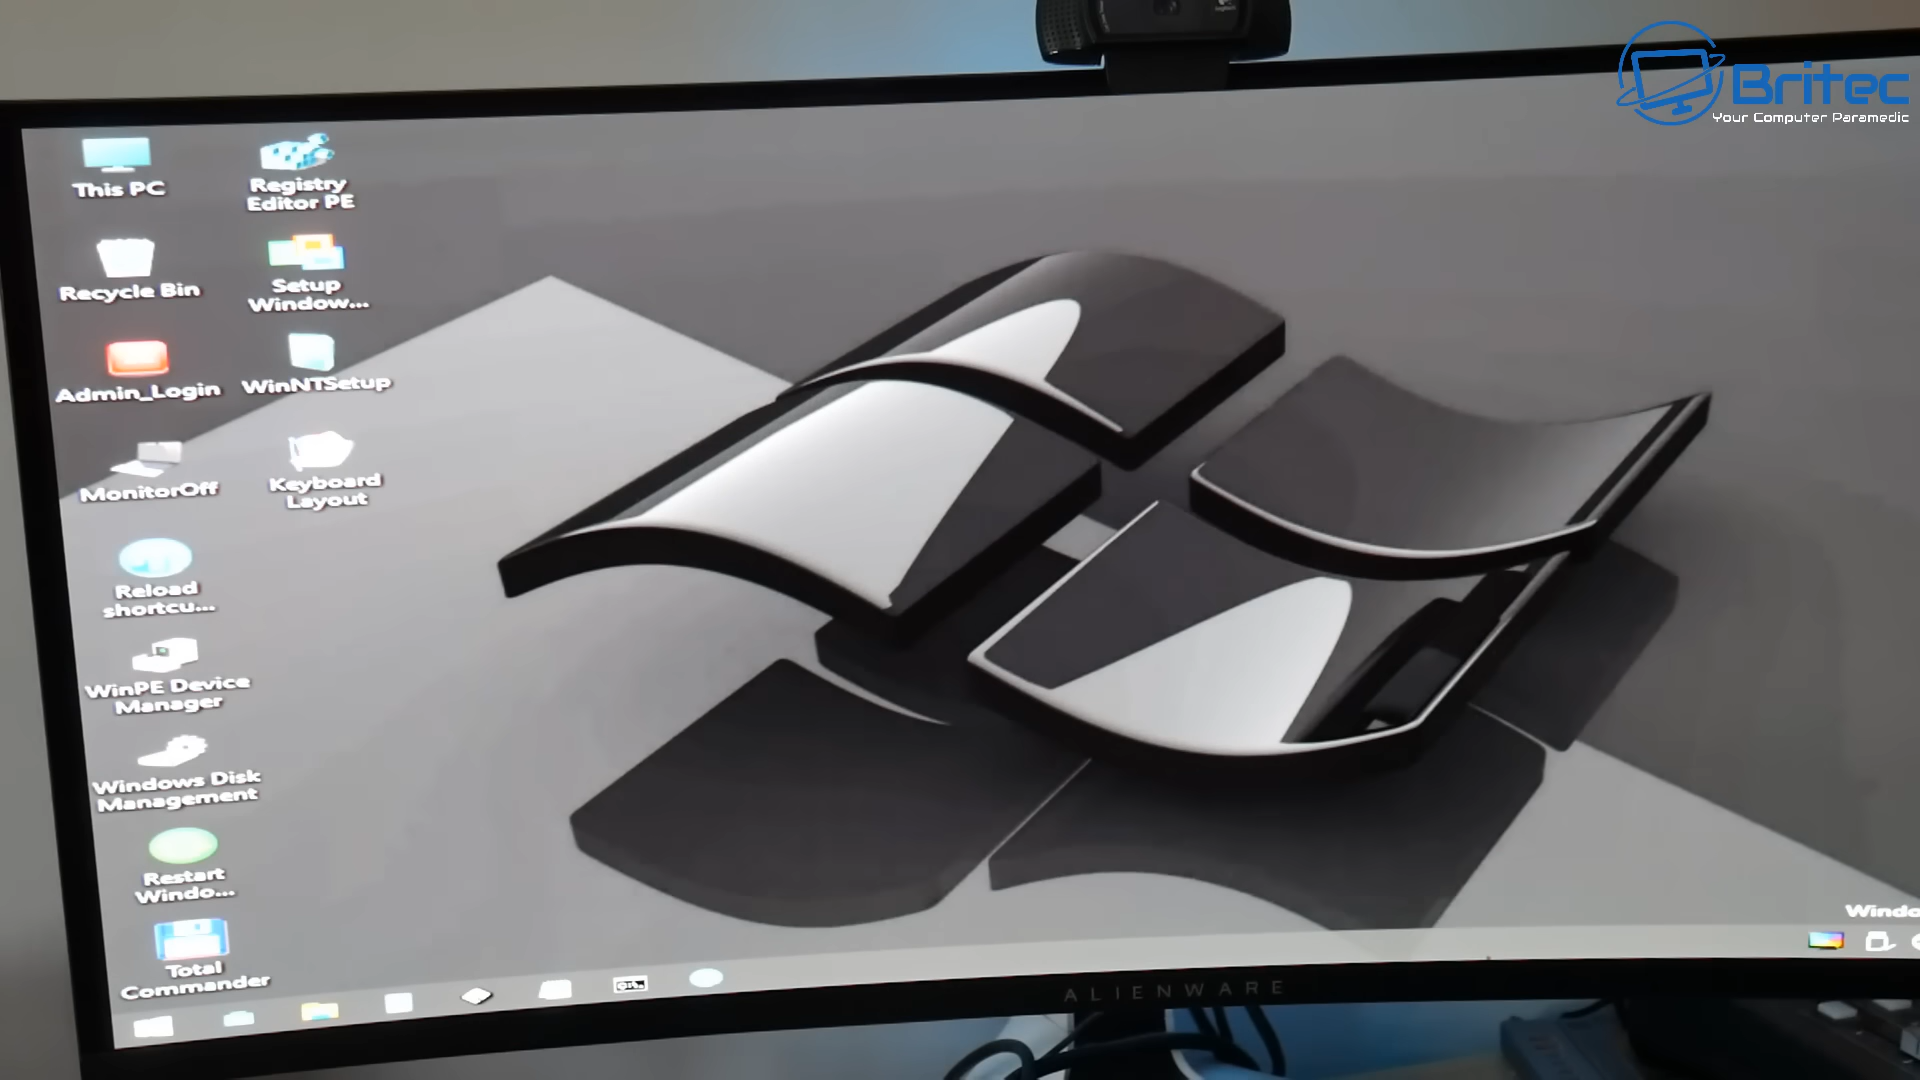 Britec
Your Computer Paramedic
This PC
Registry
Editor PE
Recycle Bin
Setup
Window...
Admin_Login
WinNTSetup
MonitorOff
Keyboard
Layout
Reload
shortcu...
WinPE Device
Manager
Windows Disk
Management
Restart
Windo...
Total
Commander
Windo
ALIENWARE